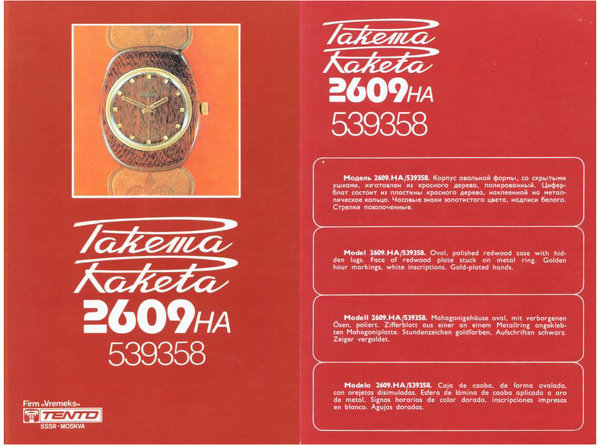 Ракета
Raketa
2609 НА
539358
Firm «Vremeks»
TENTO
SSSR - MOSKVA
Ракета
Raketa
2609 НА
539358
Модель 2609.НА/539358. Корпус овальной формы, со скрытыми
ушками, изготовлен из красного дерева, полированный. Цифер-
блат состоит из пластины красного дерева, наклеенной на метал-
лическое кольцо. Часовые знаки золотистого цвета, надписи белого.
Стрелки позолоченные.
Model 2609.HA/539358. Oval, polished redwood case with hid-
den lugs. Face of redwood plate stuck on metal ring. Golden
hour markings, white inscriptions. Gold-plated hands.
Modell 2609.HA/539358. Mahagonigehäuse oval, mit verborgenen
Ösen, poliert. Zifferblatt aus einer an einem Metallring angekleb-
ten Mahagoniplatte. Stundenzeichen goldfarben, Aufschriften schwarz.
Zeiger vergoldet.
Modelo 2609.HA/539358. Caja de caoba, de forma ovalada,
con orejetas disimuladas. Esfera de lámina de caoba aplicada a aro
de metal. Signos horarios de color dorado, inscripciones impresas
en blanco. Agujas doradas.